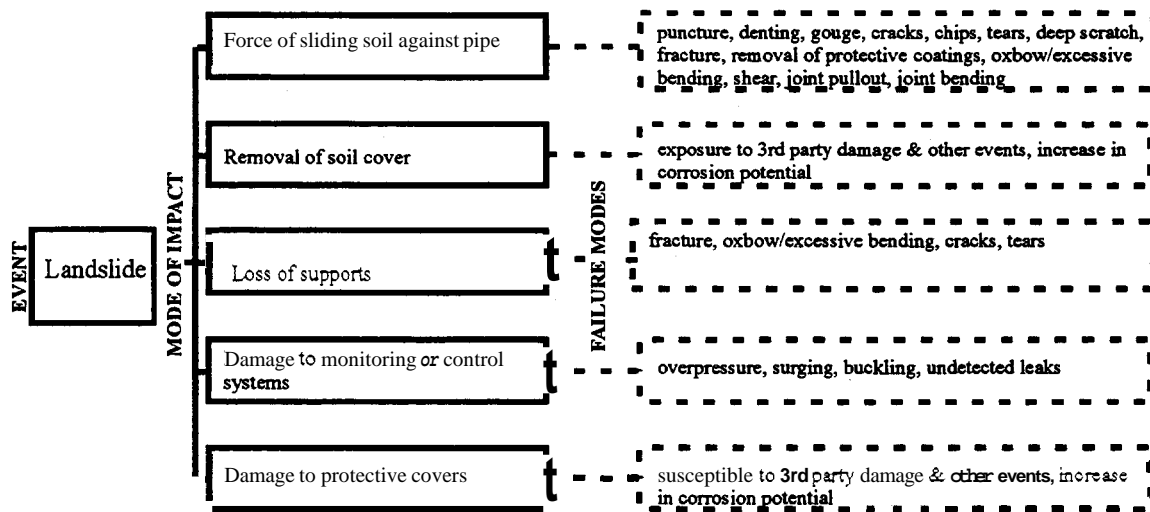 EVENT
Landslide
MODE OF IMPACT
Force of sliding soil against pipe
Removal of soil cover
Loss of supports
Damage to monitoring or control
systems
Damage to protective covers
FAILURE MODES
puncture, denting, gouge, cracks, chips, tears, deep scratch,
fracture, removal of protective coatings, oxbow/excessive
bending, shear, joint pullout, joint bending
exposure to 3rd party damage & other events, increase in
corrosion potential
fracture, oxbow/excessive bending, cracks, tears
overpressure, surging, buckling, undetected leaks
susceptible to 3rd party damage & other events, increase
in corrosion potential